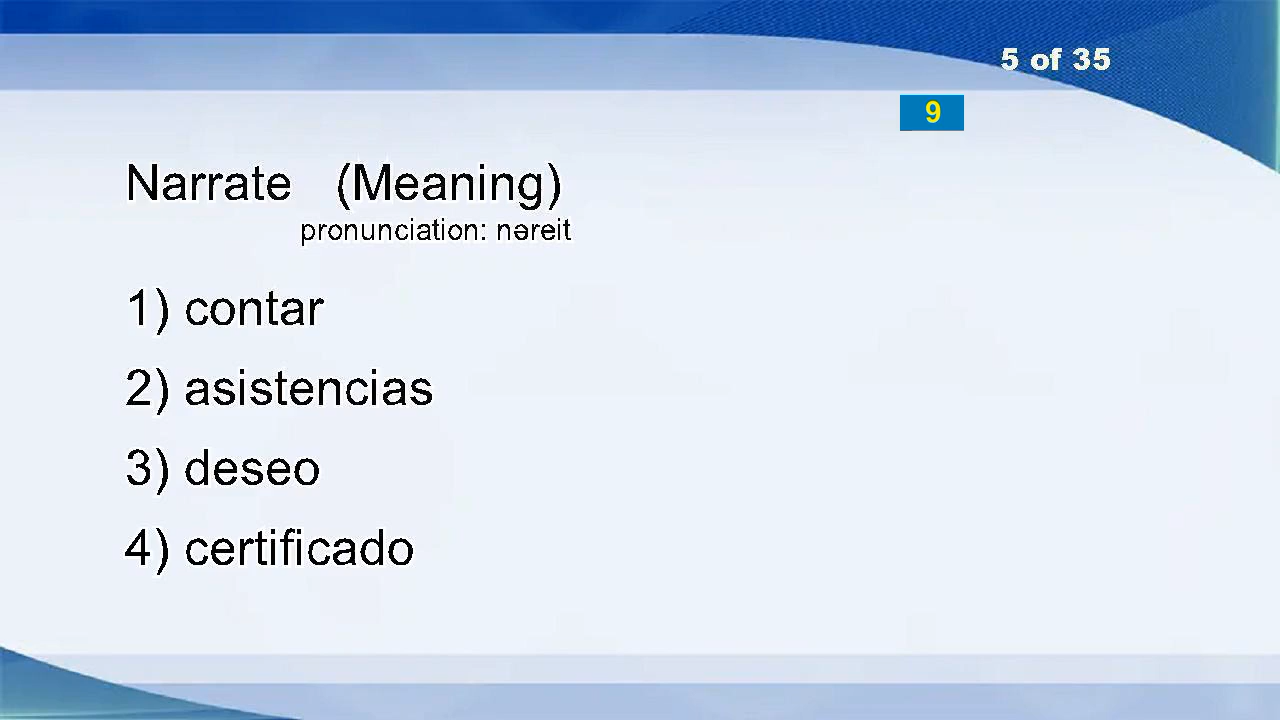 5 of 35
9
Narrate (Meaning)
pronunciation: nəreit
1) contar
2) asistencias
3) deseo
4) certificado